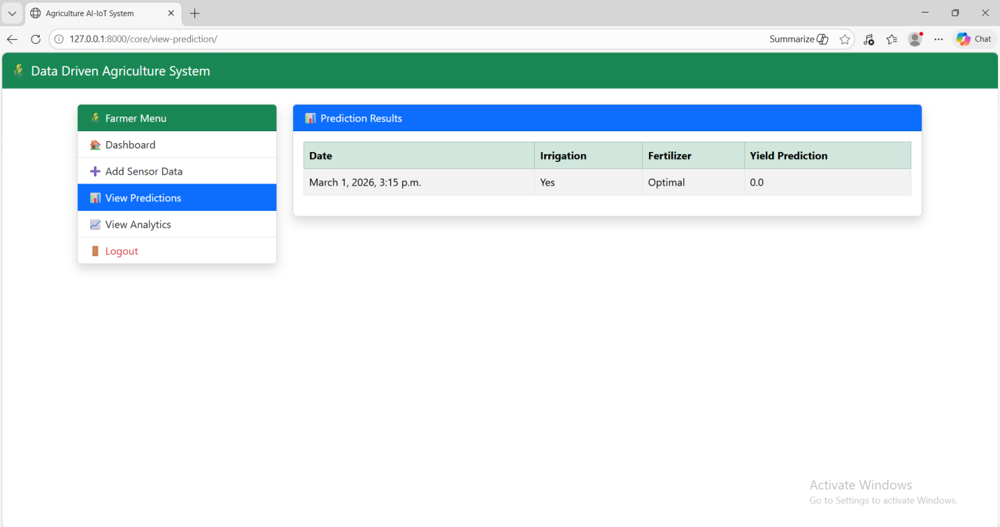 Agriculture AI-IoT System
127.0.0.1:8000/core/view-prediction/
Summarize
Chat
Data Driven Agriculture System
Farmer Menu
Dashboard
Add Sensor Data
View Predictions
View Analytics
Logout
Prediction Results
Date Irrigation Fertilizer Yield Prediction
March 1, 2026, 3:15 p.m. Yes Optimal 0.0
Activate Windows
Go to Settings to activate Windows.